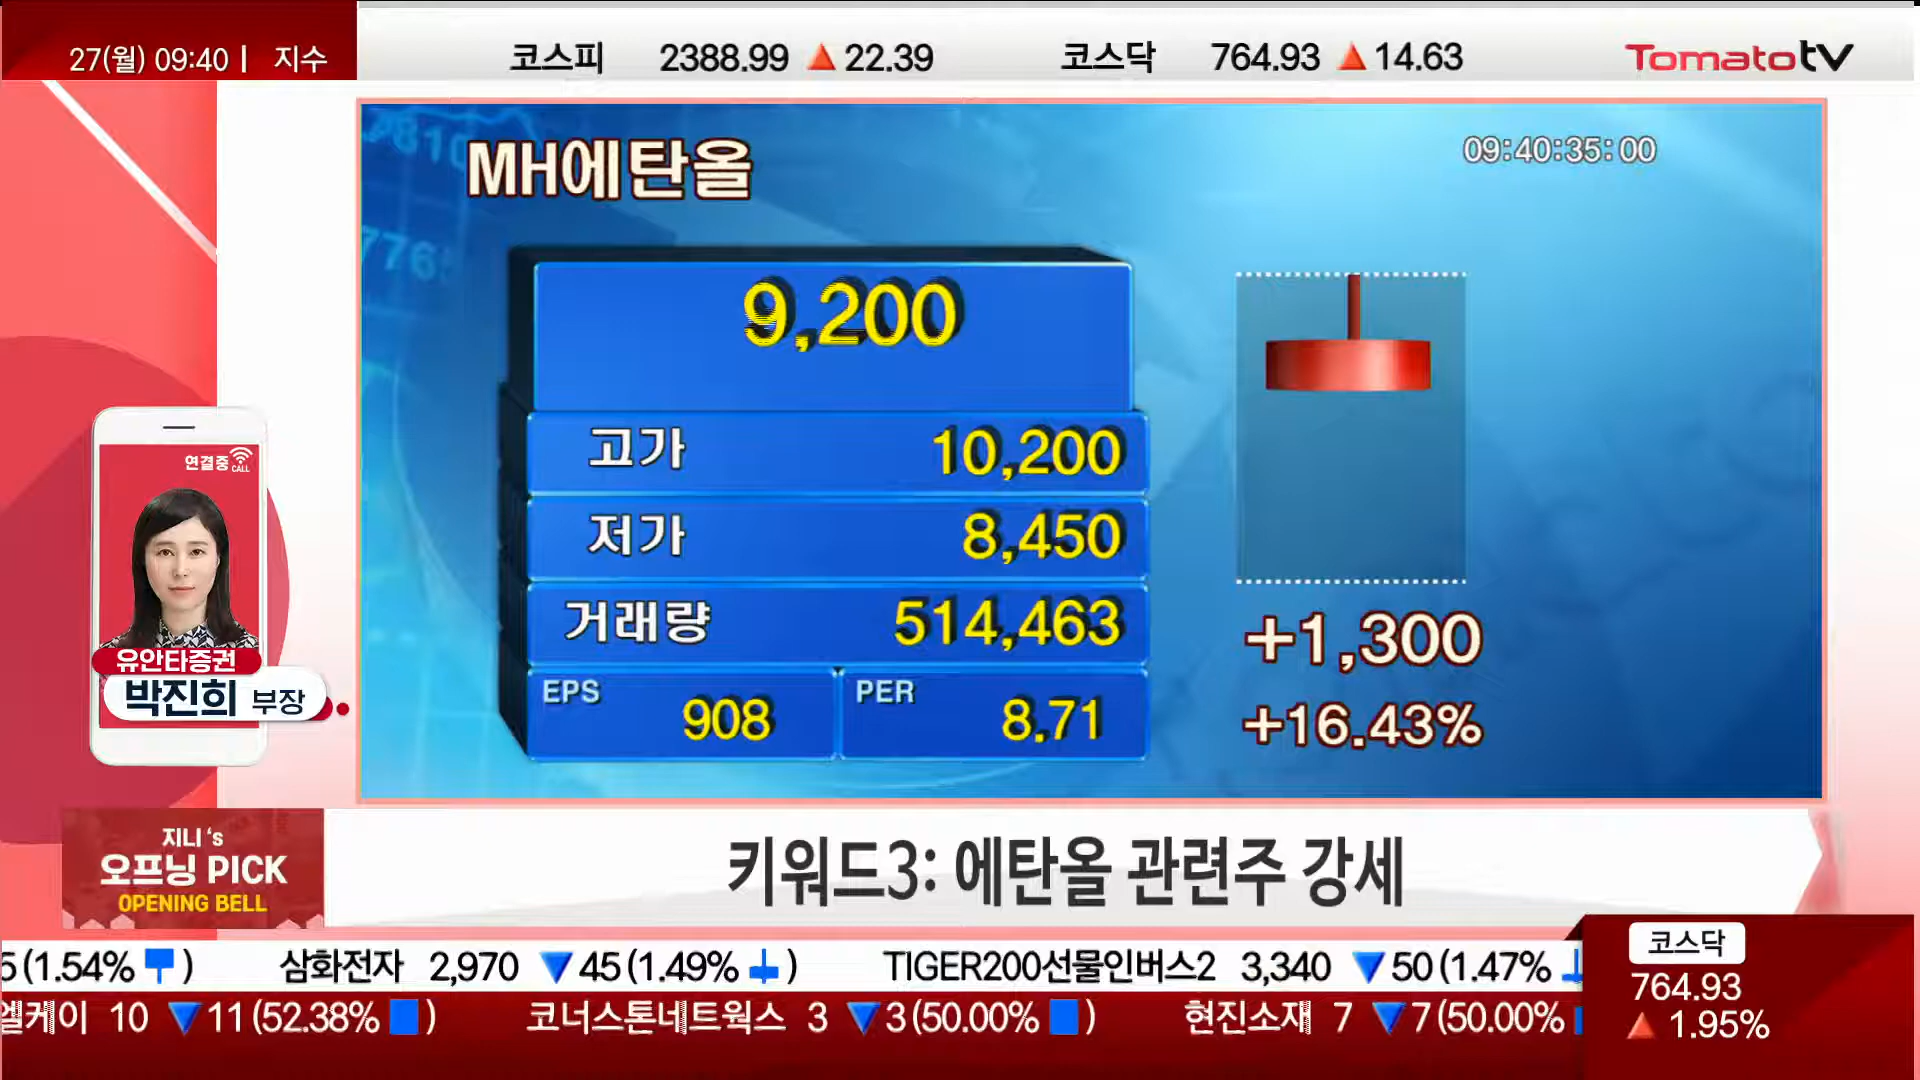 27(월) 09:40 | 지수
코스피 2388.99 ▲22.39 코스닥 764.93 ▲14.63
Tomatotv
MH에탄올
09:40:35:00
9,200
고가 10,200
저가 8,450
거래량 514,463
EPS 908 PER 8.71
+1,300
+16.43%
연결중 CALL
유안타증권
박진희 부장
지니‘s
오프닝 PICK
OPENING BELL
키워드3: 에탄올 관련주 강세
5(1.54% ) 삼화전자 2,970 ▼45(1.49% ) TIGER200선물인버스2 3,340 ▼50(1.47%
엘케이 10 ▼11(52.38% ) 코너스톤네트웍스 3 ▼3(50.00% ) 현진소재 7 ▼7(50.00%
코스닥
764.93
▲ 1.95%